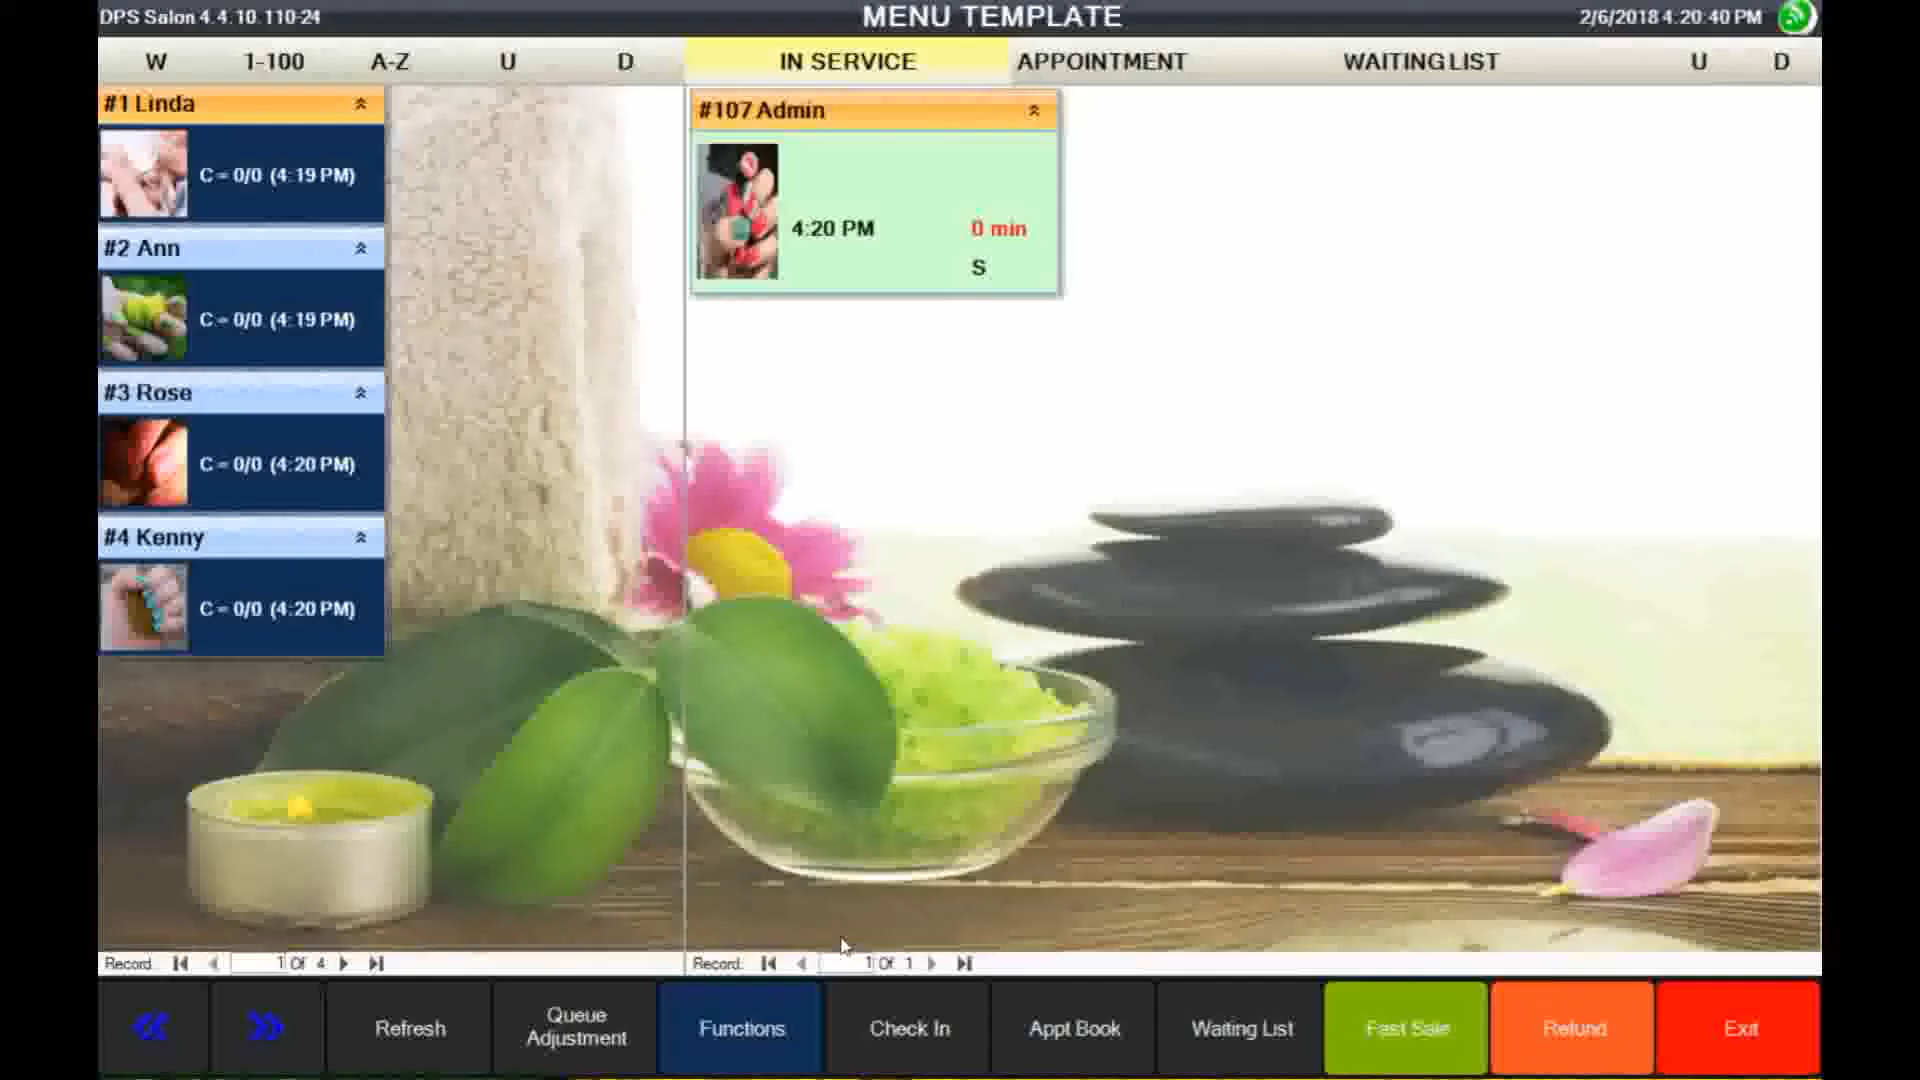 DPS Salon 4.4.10.110-24
MENU TEMPLATE
2/6/2018 4:20:40 PM
W 1-100 A-Z U D
IN SERVICE APPOINTMENT WAITING LIST U D
#1 Linda
C = 0/0 (4:19 PM)
#2 Ann
C = 0/0 (4:19 PM)
#3 Rose
C = 0/0 (4:20 PM)
#4 Kenny
C = 0/0 (4:20 PM)
#107 Admin
4:20 PM 0 min
S
Record: 1 Of 4
Record: 1 Of 1
Refresh
Queue
Adjustment
Functions
Check In
Appt Book
Waiting List
Fast Sale
Refund
Exit